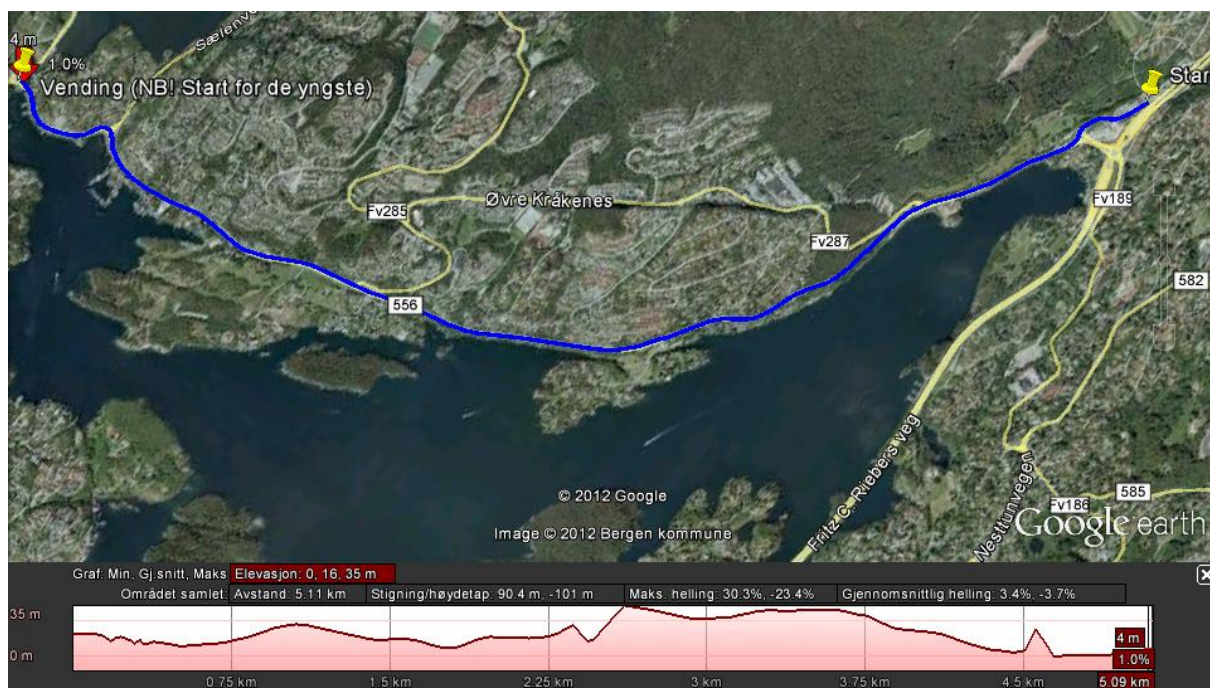 4 m
1.0%
Vending (NB! Start for de yngste)
Sælenve
Star
Fv285
Øvre Kråkenes
Fv189
Fv287
582
556
Fritz C. Riebers veg
Nesttunvegen
© 2012 Google
Image © 2012 Bergen kommune
585
Fv186
Google earth
Graf: Min, Gj.snitt, Maks Elevasjon: 0, 16, 35 m
Området samlet: Avstand: 5.11 km Stigning/høydetap: 90.4 m, -101 m Maks. helling: 30.3%, -23.4% Gjennomsnittlig helling: 3.4%, -3.7%
35 m
4 m
0 m
1.0%
0.75 km 1.5 km 2.25 km 3 km 3.75 km 4.5 km 5.09 km